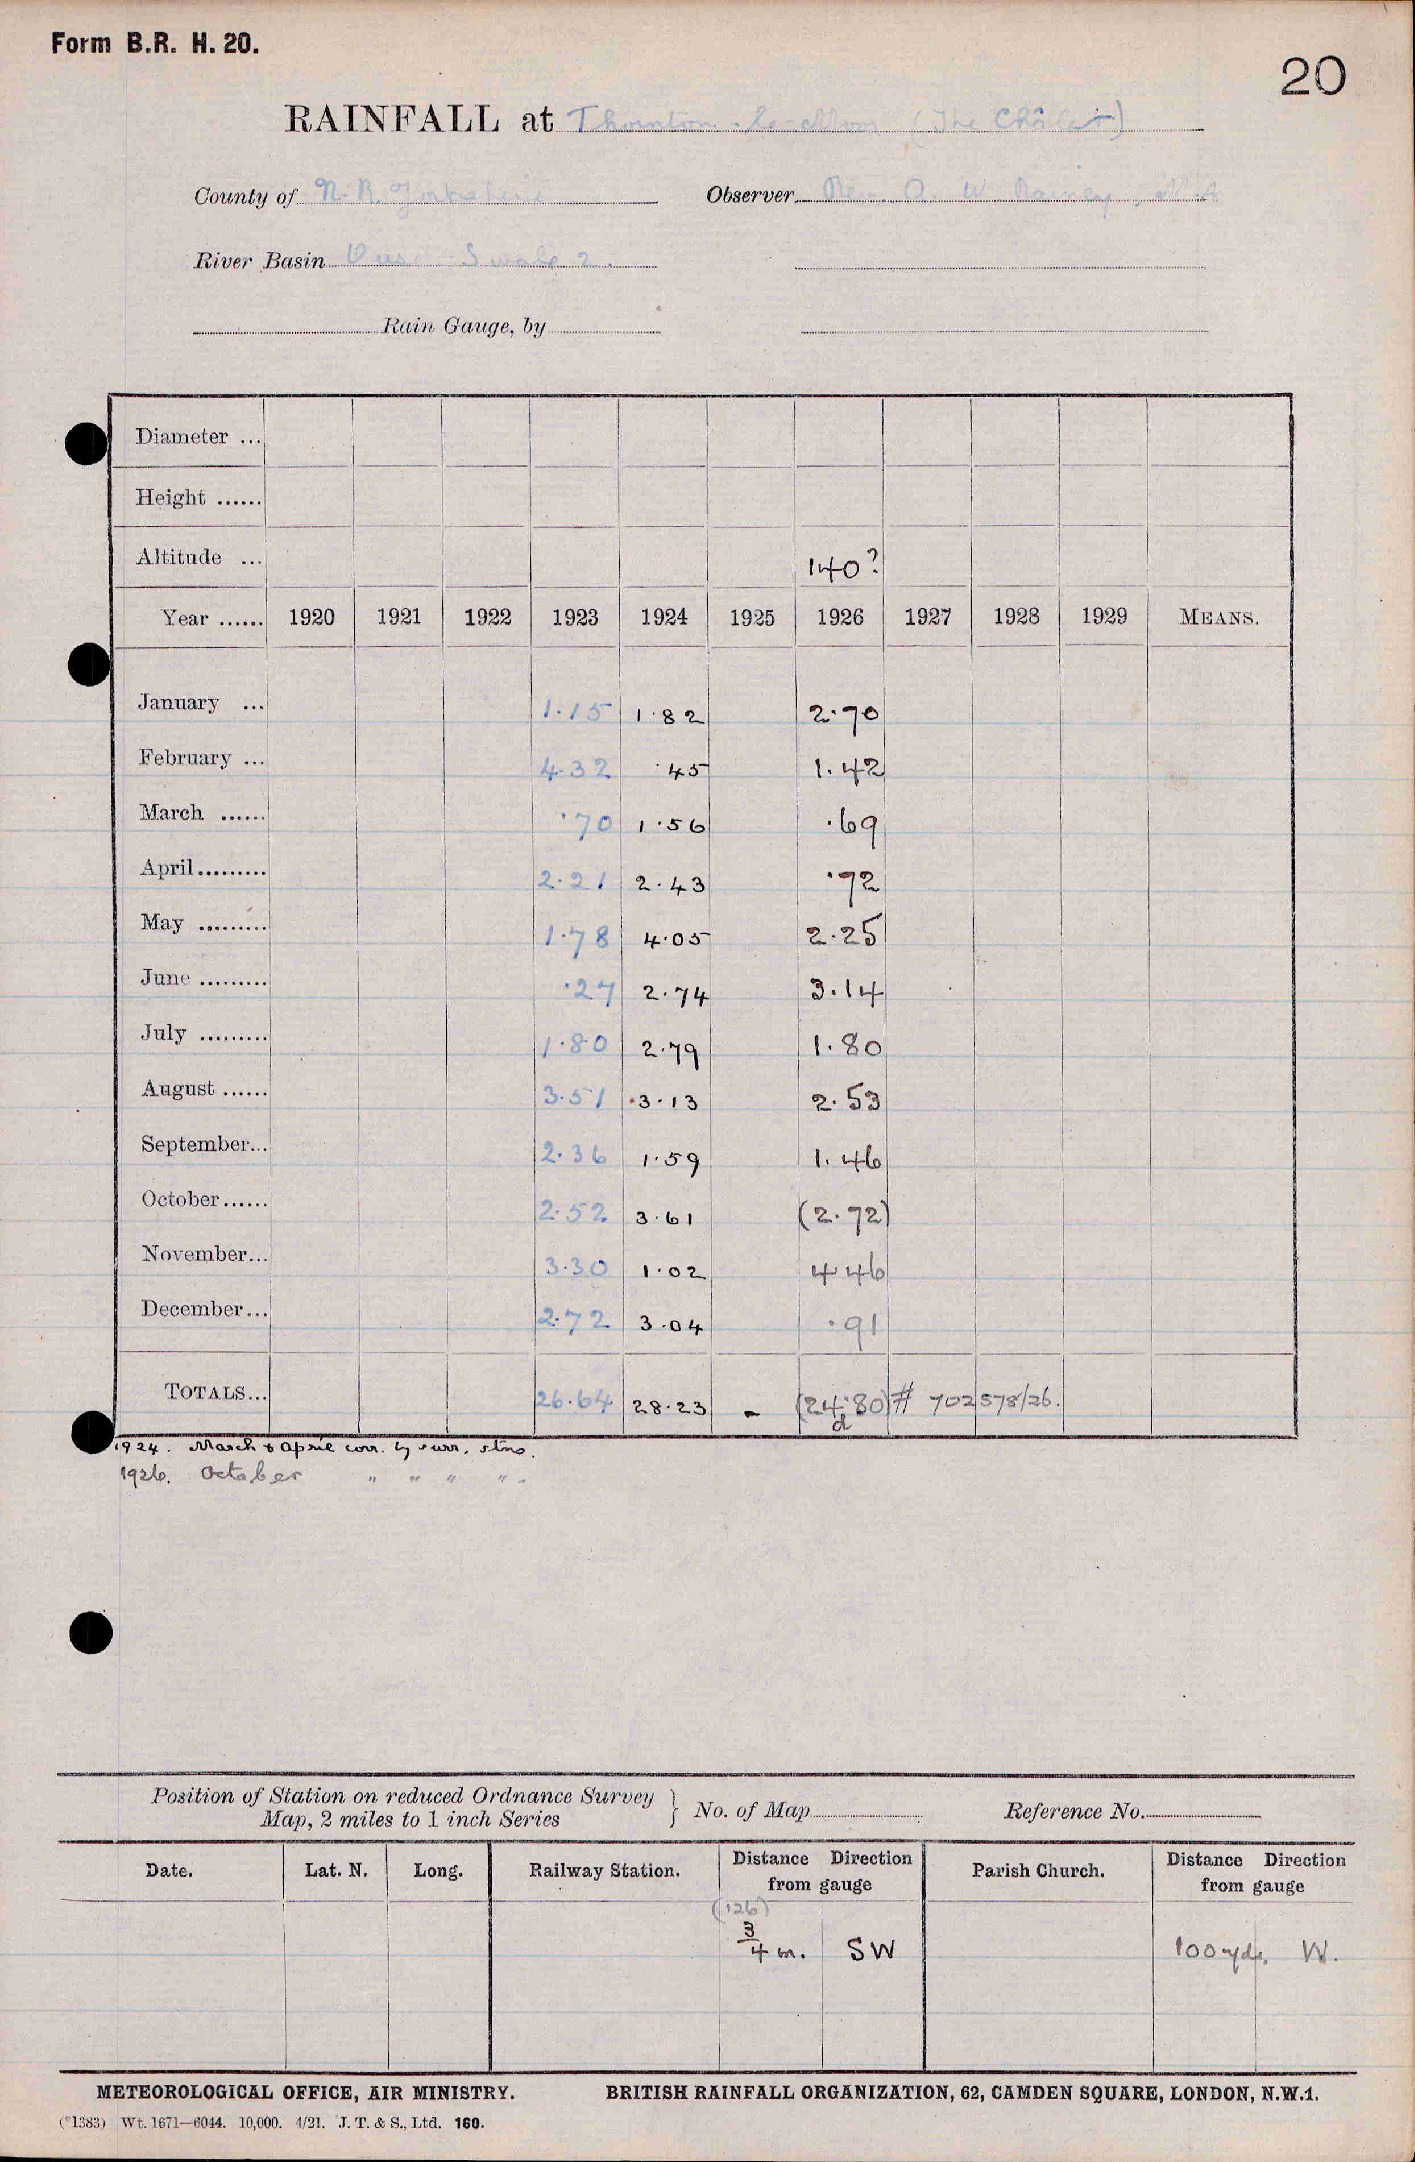 Form B.R. H. 20.
20
RAINFALL at Thornton-le-Moor (The Châlet)
County of N.R. Yorkshire Observer Rev. A. W. M.A
River Basin Ouse - Swale 2.
Rain Gauge, by
Diameter ...
Height ......
Altitude ... 140?
Year ...... 1920 1921 1922 1923 1924 1925 1926 1927 1928 1929 MEANS.
January ... 1.15 1.82 2.70
February ... 4.32 .45 1.42
March ...... .70 1.56 .69
April......... 2.21 2.43 .72
May ......... 1.78 4.05 2.25
June ......... .27 2.74 3.14
July ......... 1.80 2.79 1.80
August ...... 3.51 3.13 2.53
September... 2.36 1.59 1.46
October...... 2.52 3.61 (2.72)
November... 3.30 1.02 4.46
December... 2.72 3.04 .91
TOTALS... 26.64 28.23 - (24.80) # 702578/26.
d
1924. March & April corr. by surr. stns.
1926. October " " " " .
Position of Station on reduced Ordnance Survey
Map, 2 miles to 1 inch Series } No. of Map Reference No.
Date. Lat. N. Long. Railway Station. Distance Direction from gauge Parish Church. Distance Direction from gauge
(126)
3/4 m. SW 100 yds. W.
METEOROLOGICAL OFFICE, AIR MINISTRY. BRITISH RAINFALL ORGANIZATION, 62, CAMDEN SQUARE, LONDON, N.W.1.
(*1383) Wt. 1671—6044. 10,000. 4/21. J. T. & S., Ltd. 160.